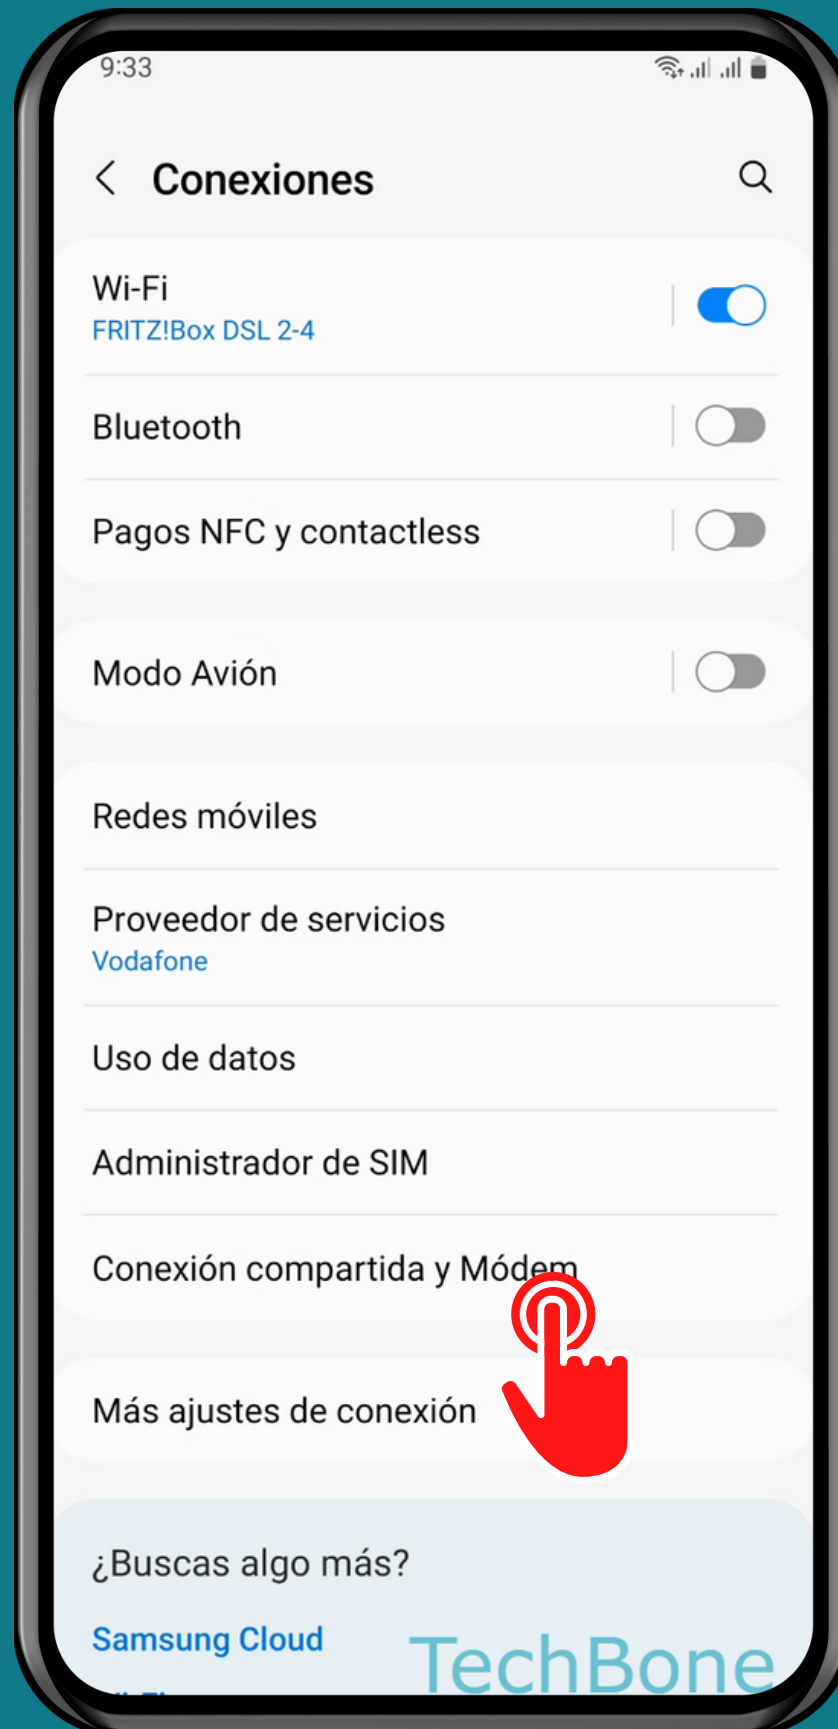 9:33
Conexiones
Wi-Fi
FRITZ!Box DSL 2-4
Bluetooth
Pagos NFC y contactless
Modo Avión
Redes móviles
Proveedor de servicios
Vodafone
Uso de datos
Administrador de SIM
Conexión compartida y Módem
Más ajustes de conexión
¿Buscas algo más?
Samsung Cloud
TechBone